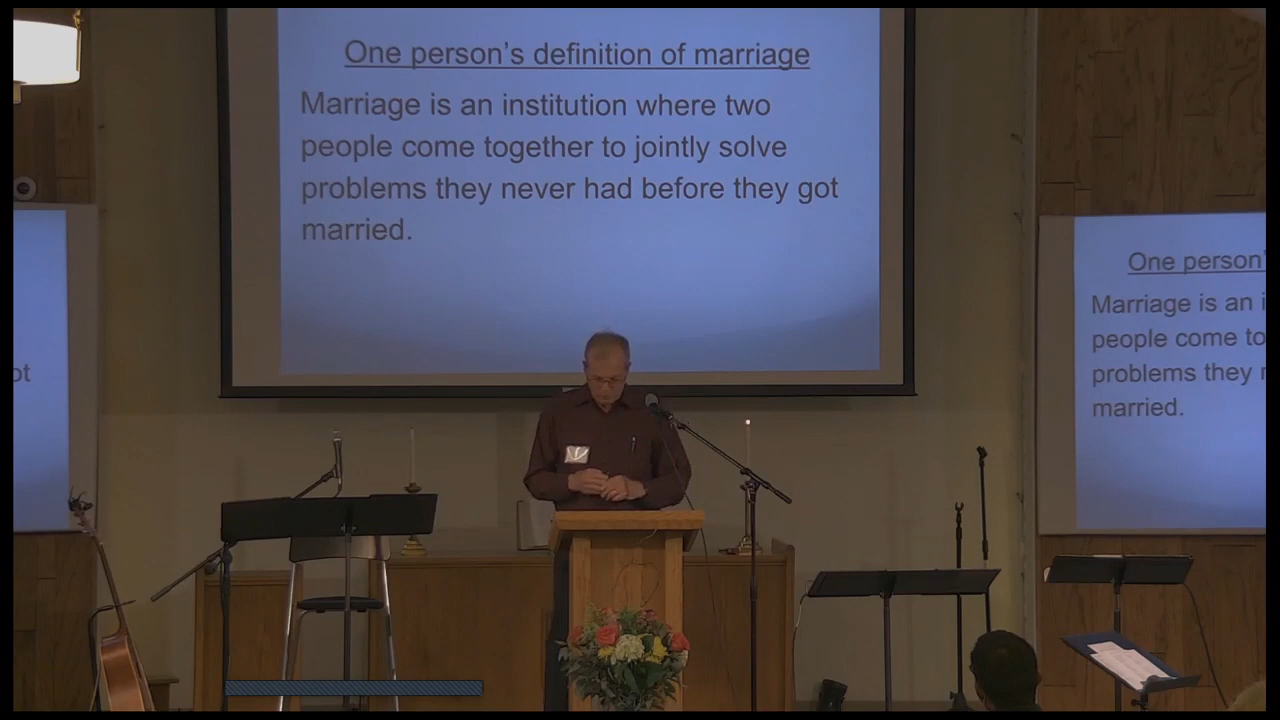 One person's definition of marriage
Marriage is an institution where two
people come together to jointly solve
problems they never had before they got
married.
ot
One person'
Marriage is an i
people come to
problems they
married.